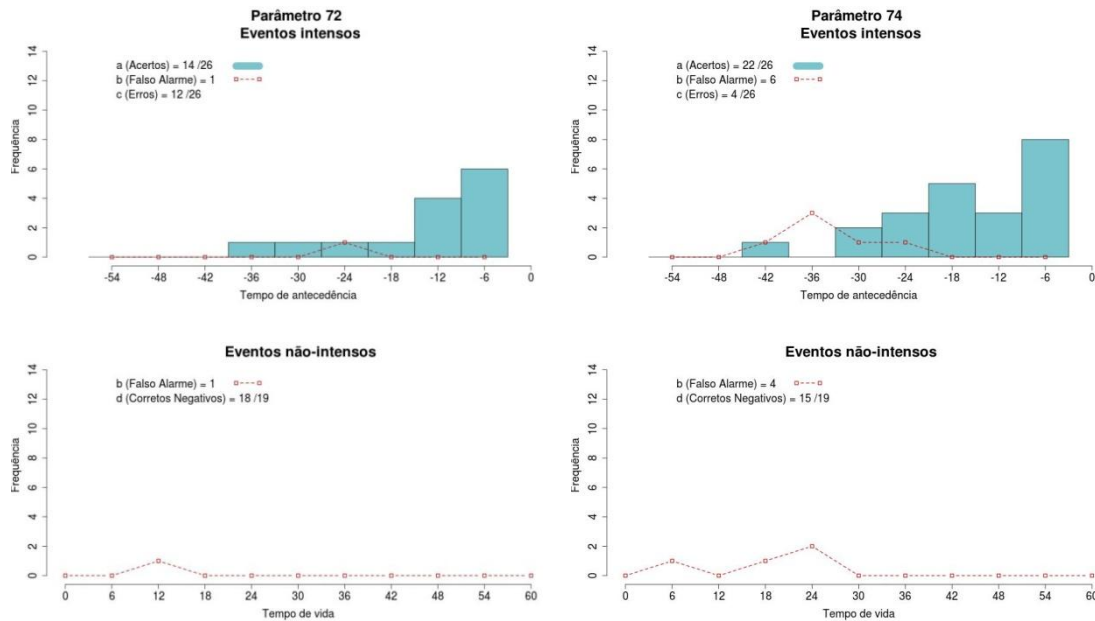 Parâmetro 72
Eventos intensos
a (Acertos) = 14 /26
b (Falso Alarme) = 1
c (Erros) = 12 /26
Frequência
0 2 4 6 8 10 12 14
-54 -48 -42 -36 -30 -24 -18 -12 -6 0
Tempo de antecedência
Parâmetro 74
Eventos intensos
a (Acertos) = 22 /26
b (Falso Alarme) = 6
c (Erros) = 4 /26
Frequência
0 2 4 6 8 10 12 14
-54 -48 -42 -36 -30 -24 -18 -12 -6 0
Tempo de antecedência
Eventos não-intensos
b (Falso Alarme) = 1
d (Corretos Negativos) = 18 /19
Frequência
0 2 4 6 8 10 12 14
0 6 12 18 24 30 36 42 48 54 60
Tempo de vida
Eventos não-intensos
b (Falso Alarme) = 4
d (Corretos Negativos) = 15 /19
Frequência
0 2 4 6 8 10 12 14
0 6 12 18 24 30 36 42 48 54 60
Tempo de vida